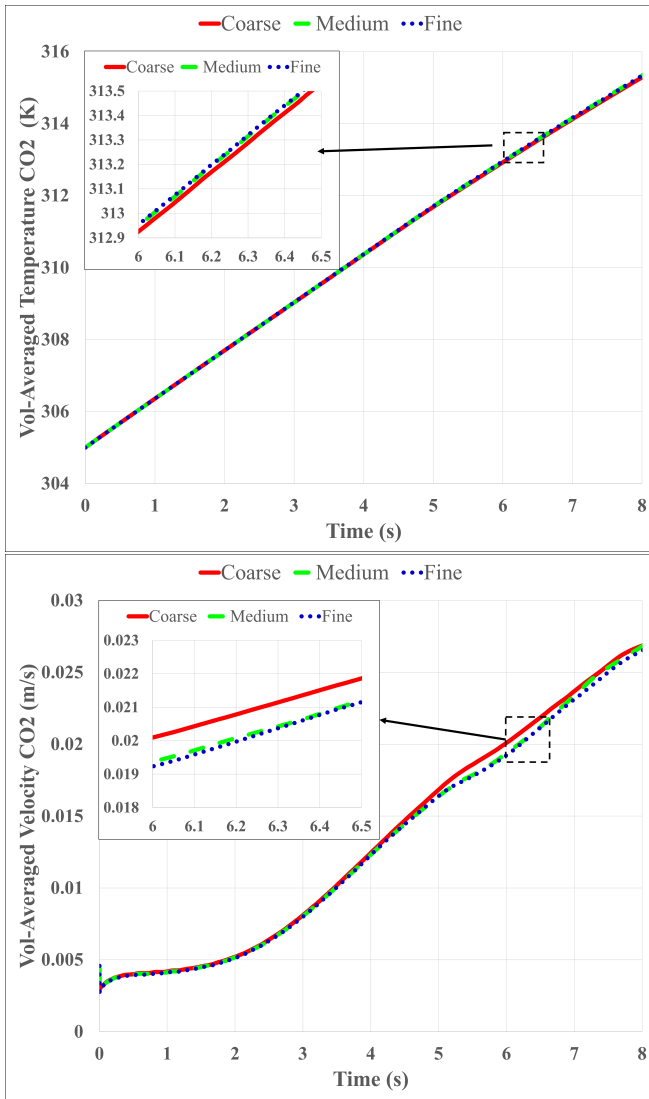 Coarse Medium Fine
316
314
312
310
308
306
304
Vol-Averaged Temperature CO2 (K)
Coarse Medium Fine
313.5
313.4
313.3
313.2
313.1
313
312.9
6 6.1 6.2 6.3 6.4 6.5
0 1 2 3 4 5 6 7 8
Time (s)
Coarse Medium Fine
0.03
0.025
0.02
0.015
0.01
0.005
0
Vol-Averaged Velocity CO2 (m/s)
Coarse Medium Fine
0.023
0.022
0.021
0.02
0.019
0.018
6 6.1 6.2 6.3 6.4 6.5
0 1 2 3 4 5 6 7 8
Time (s)